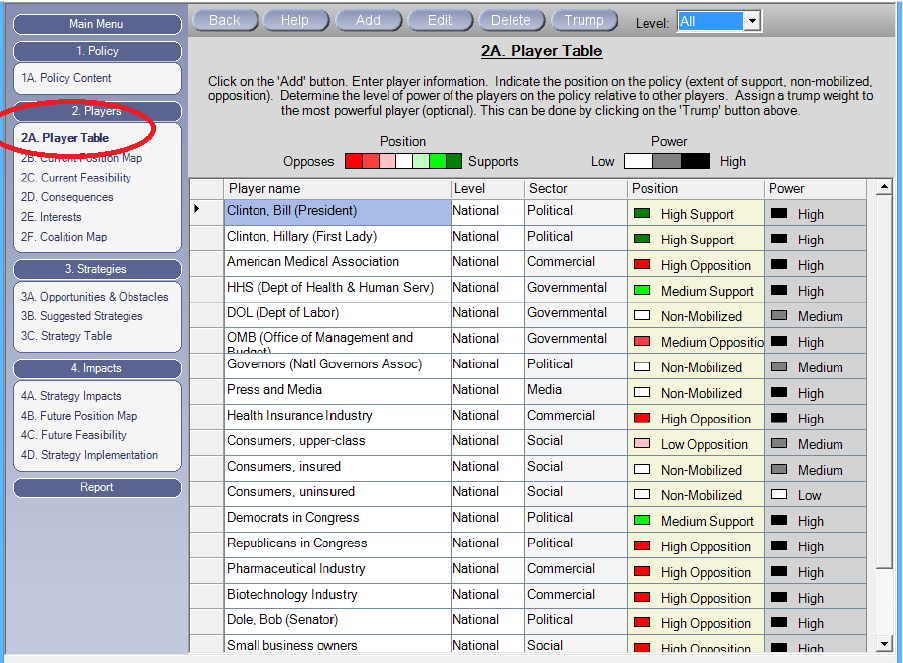 Main Menu
1. Policy
1A. Policy Content
2. Players
2A. Player Table
2B. Current Position Map
2C. Current Feasibility
2D. Consequences
2E. Interests
2F. Coalition Map
3. Strategies
3A. Opportunities & Obstacles
3B. Suggested Strategies
3C. Strategy Table
4. Impacts
4A. Strategy Impacts
4B. Future Position Map
4C. Future Feasibility
4D. Strategy Implementation
Report
Back Help Add Edit Delete Trump Level: All
2A. Player Table
Click on the 'Add' button. Enter player information. Indicate the position on the policy (extent of support, non-mobilized,
opposition). Determine the level of power of the players on the policy relative to other players. Assign a trump weight to
the most powerful player (optional). This can be done by clicking on the 'Trump' button above.
Position Power
Opposes Supports Low High
Player name Level Sector Position Power
Clinton, Bill (President) National Political High Support High
Clinton, Hillary (First Lady) National Political High Support High
American Medical Association National Commercial High Opposition High
HHS (Dept of Health & Human Serv) National Governmental Medium Support High
DOL (Dept of Labor) National Governmental Non-Mobilized Medium
OMB (Office of Management and National Governmental Medium Oppositio High
Budget)
Governors (Natl Governors Assoc) National Political Non-Mobilized Medium
Press and Media National Media Non-Mobilized High
Health Insurance Industry National Commercial High Opposition High
Consumers, upper-class National Social Low Opposition Medium
Consumers, insured National Social Non-Mobilized Medium
Consumers, uninsured National Social Non-Mobilized Low
Democrats in Congress National Political Medium Support High
Republicans in Congress National Political High Opposition High
Pharmaceutical Industry National Commercial High Opposition High
Biotechnology Industry National Commercial High Opposition High
Dole, Bob (Senator) National Political High Opposition High
Small business owners National Social High Opposition High